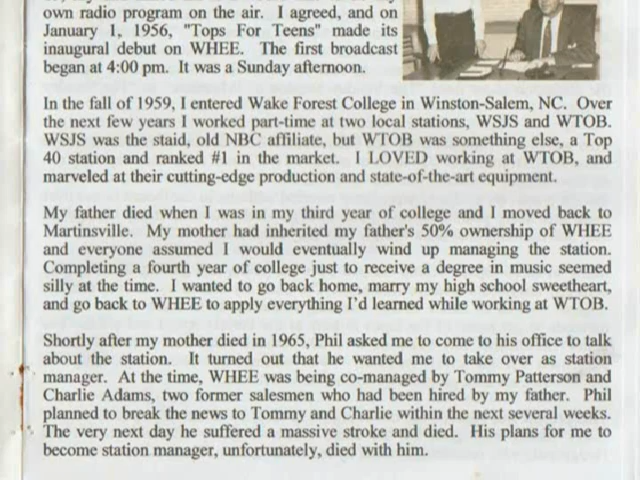 own radio program on the air. I agreed, and on
January 1, 1956, "Tops For Teens" made its
inaugural debut on WHEE. The first broadcast
began at 4:00 pm. It was a Sunday afternoon.
In the fall of 1959, I entered Wake Forest College in Winston-Salem, NC. Over
the next few years I worked part-time at two local stations, WSJS and WTOB.
WSJS was the staid, old NBC affiliate, but WTOB was something else, a Top
40 station and ranked #1 in the market. I LOVED working at WTOB, and
marveled at their cutting-edge production and state-of-the-art equipment.
My father died when I was in my third year of college and I moved back to
Martinsville. My mother had inherited my father's 50% ownership of WHEE
and everyone assumed I would eventually wind up managing the station.
Completing a fourth year of college just to receive a degree in music seemed
silly at the time. I wanted to go back home, marry my high school sweetheart,
and go back to WHEE to apply everything I'd learned while working at WTOB.
Shortly after my mother died in 1965, Phil asked me to come to his office to talk
about the station. It turned out that he wanted me to take over as station
manager. At the time, WHEE was being co-managed by Tommy Patterson and
Charlie Adams, two former salesmen who had been hired by my father. Phil
planned to break the news to Tommy and Charlie within the next several weeks.
The very next day he suffered a massive stroke and died. His plans for me to
become station manager, unfortunately, died with him.